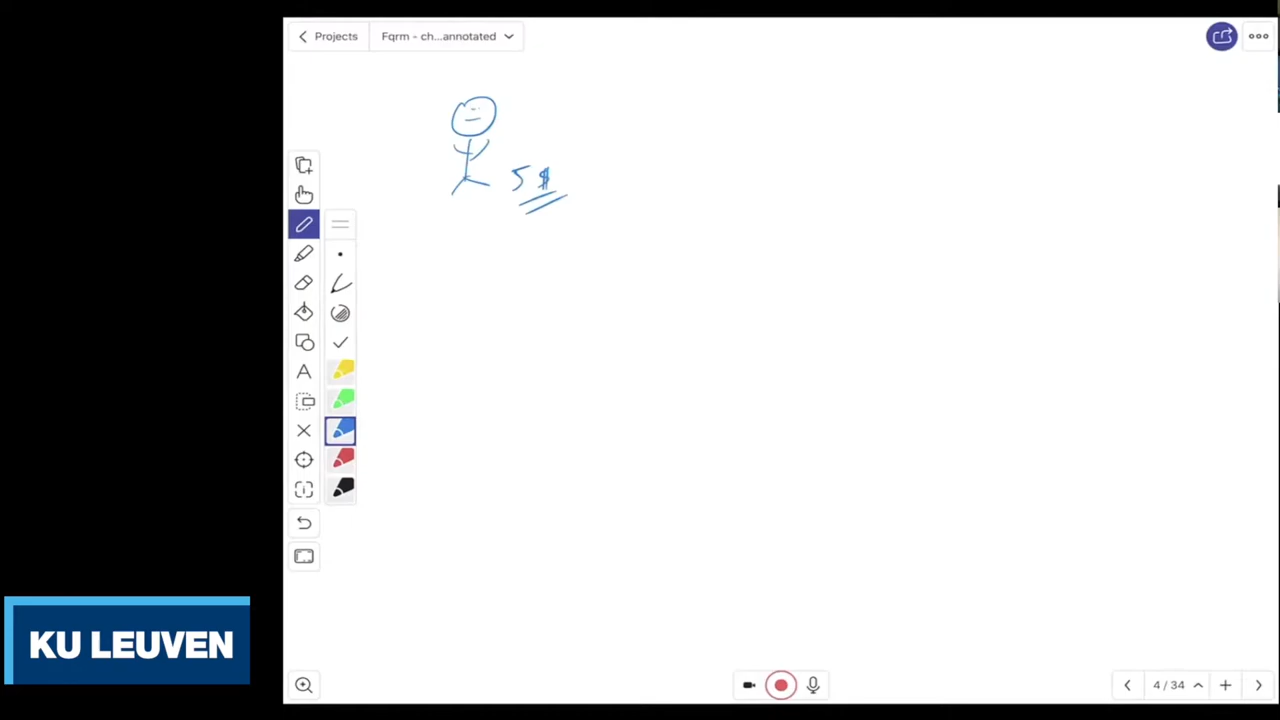 Projects
Fqrm - ch...annotated
5 $
A
KU LEUVEN
4 / 34